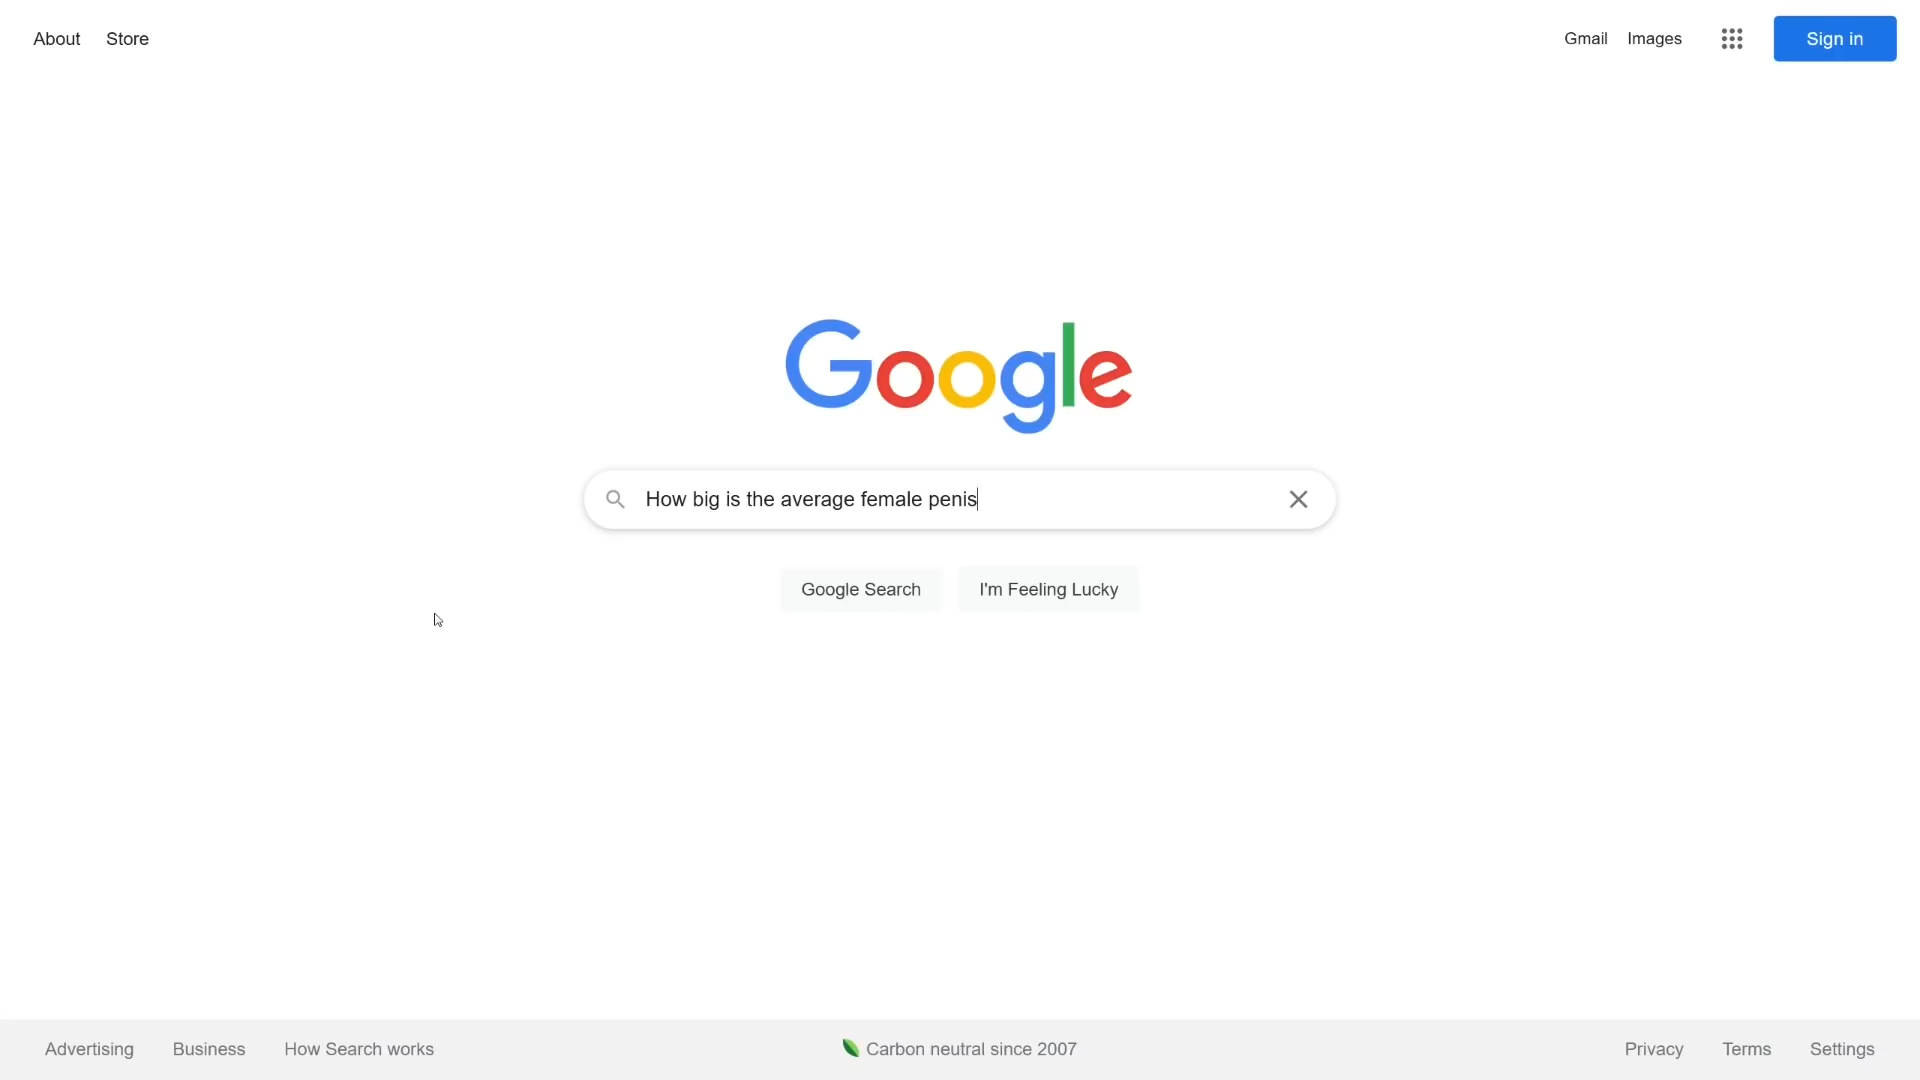 About Store
Gmail Images Sign in
Google
How big is the average female penis
Google Search I'm Feeling Lucky
Advertising Business How Search works
Carbon neutral since 2007
Privacy Terms Settings